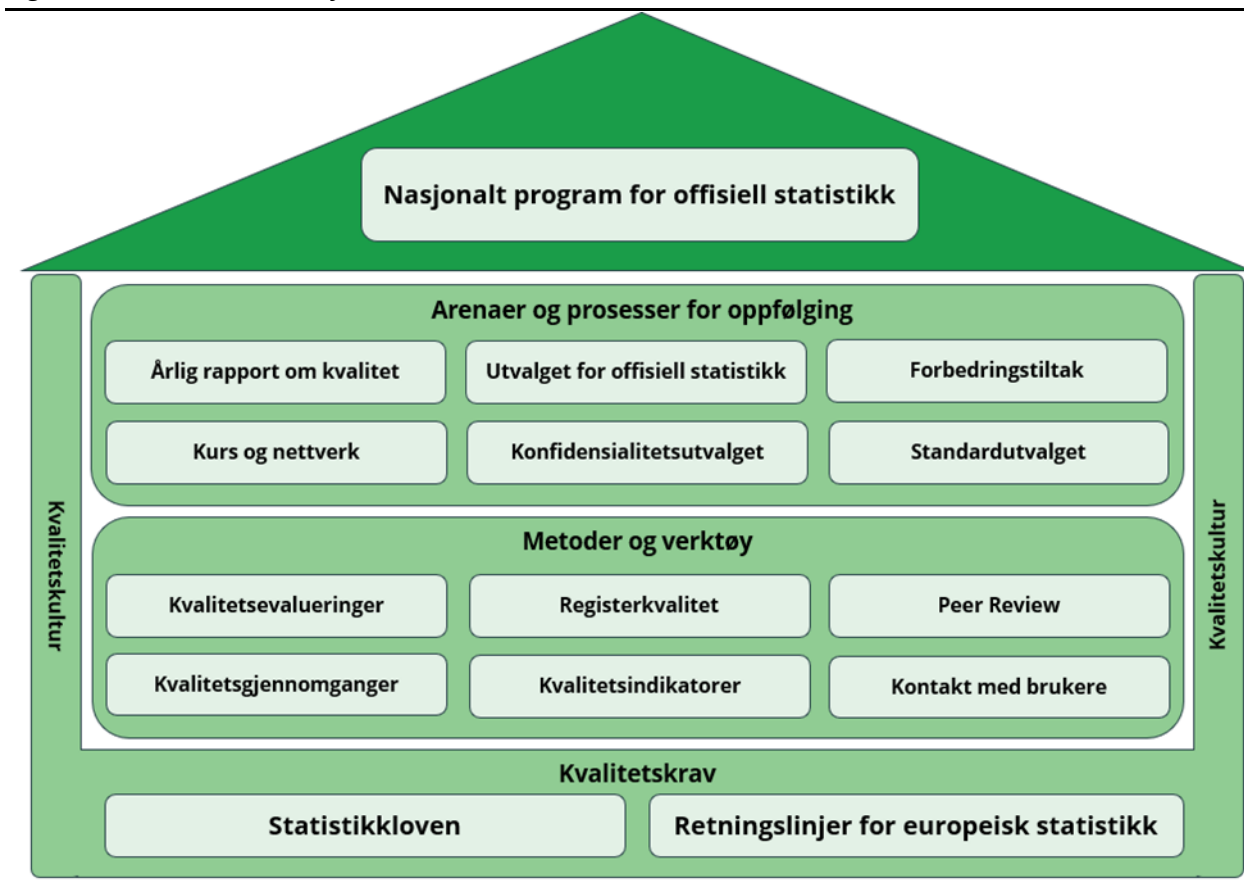 Nasjonalt program for offisiell statistikk
Arenaer og prosesser for oppfølging
Årlig rapport om kvalitet
Utvalget for offisiell statistikk
Forbedringstiltak
Kurs og nettverk
Konfidensialitetsutvalget
Standardutvalget
Kvalitetskultur
Kvalitetskultur
Metoder og verktøy
Kvalitetsevalueringer
Registerkvalitet
Peer Review
Kvalitetsgjennomganger
Kvalitetsindikatorer
Kontakt med brukere
Kvalitetskrav
Statistikkloven
Retningslinjer for europeisk statistikk